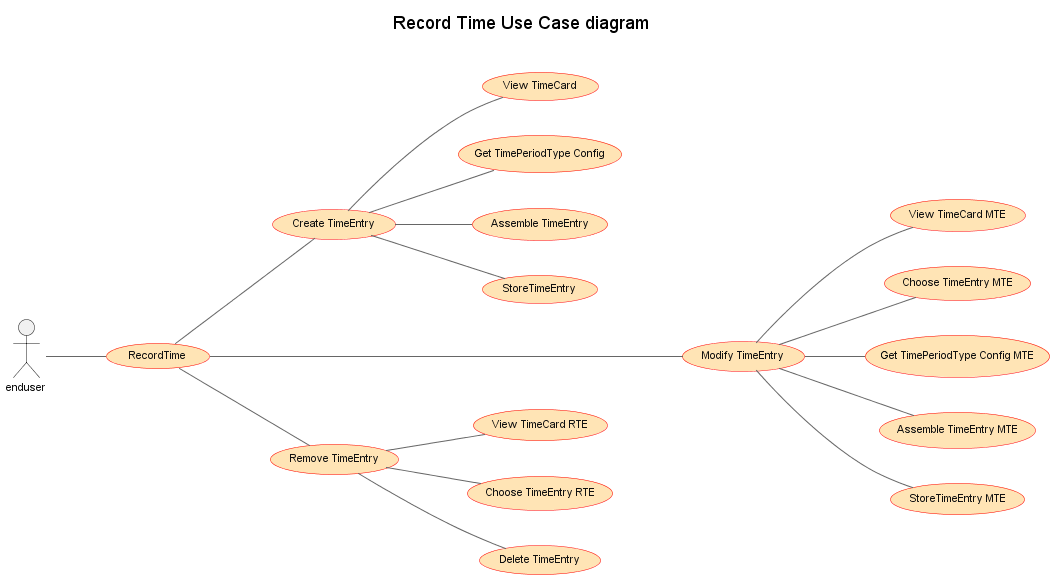 Record Time Use Case diagram
View TimeCard
Get TimePeriodType Config
Create TimeEntry
Assemble TimeEntry
StoreTimeEntry
enduser
RecordTime
Modify TimeEntry
View TimeCard MTE
Choose TimeEntry MTE
Get TimePeriodType Config MTE
Assemble TimeEntry MTE
StoreTimeEntry MTE
Remove TimeEntry
View TimeCard RTE
Choose TimeEntry RTE
Delete TimeEntry